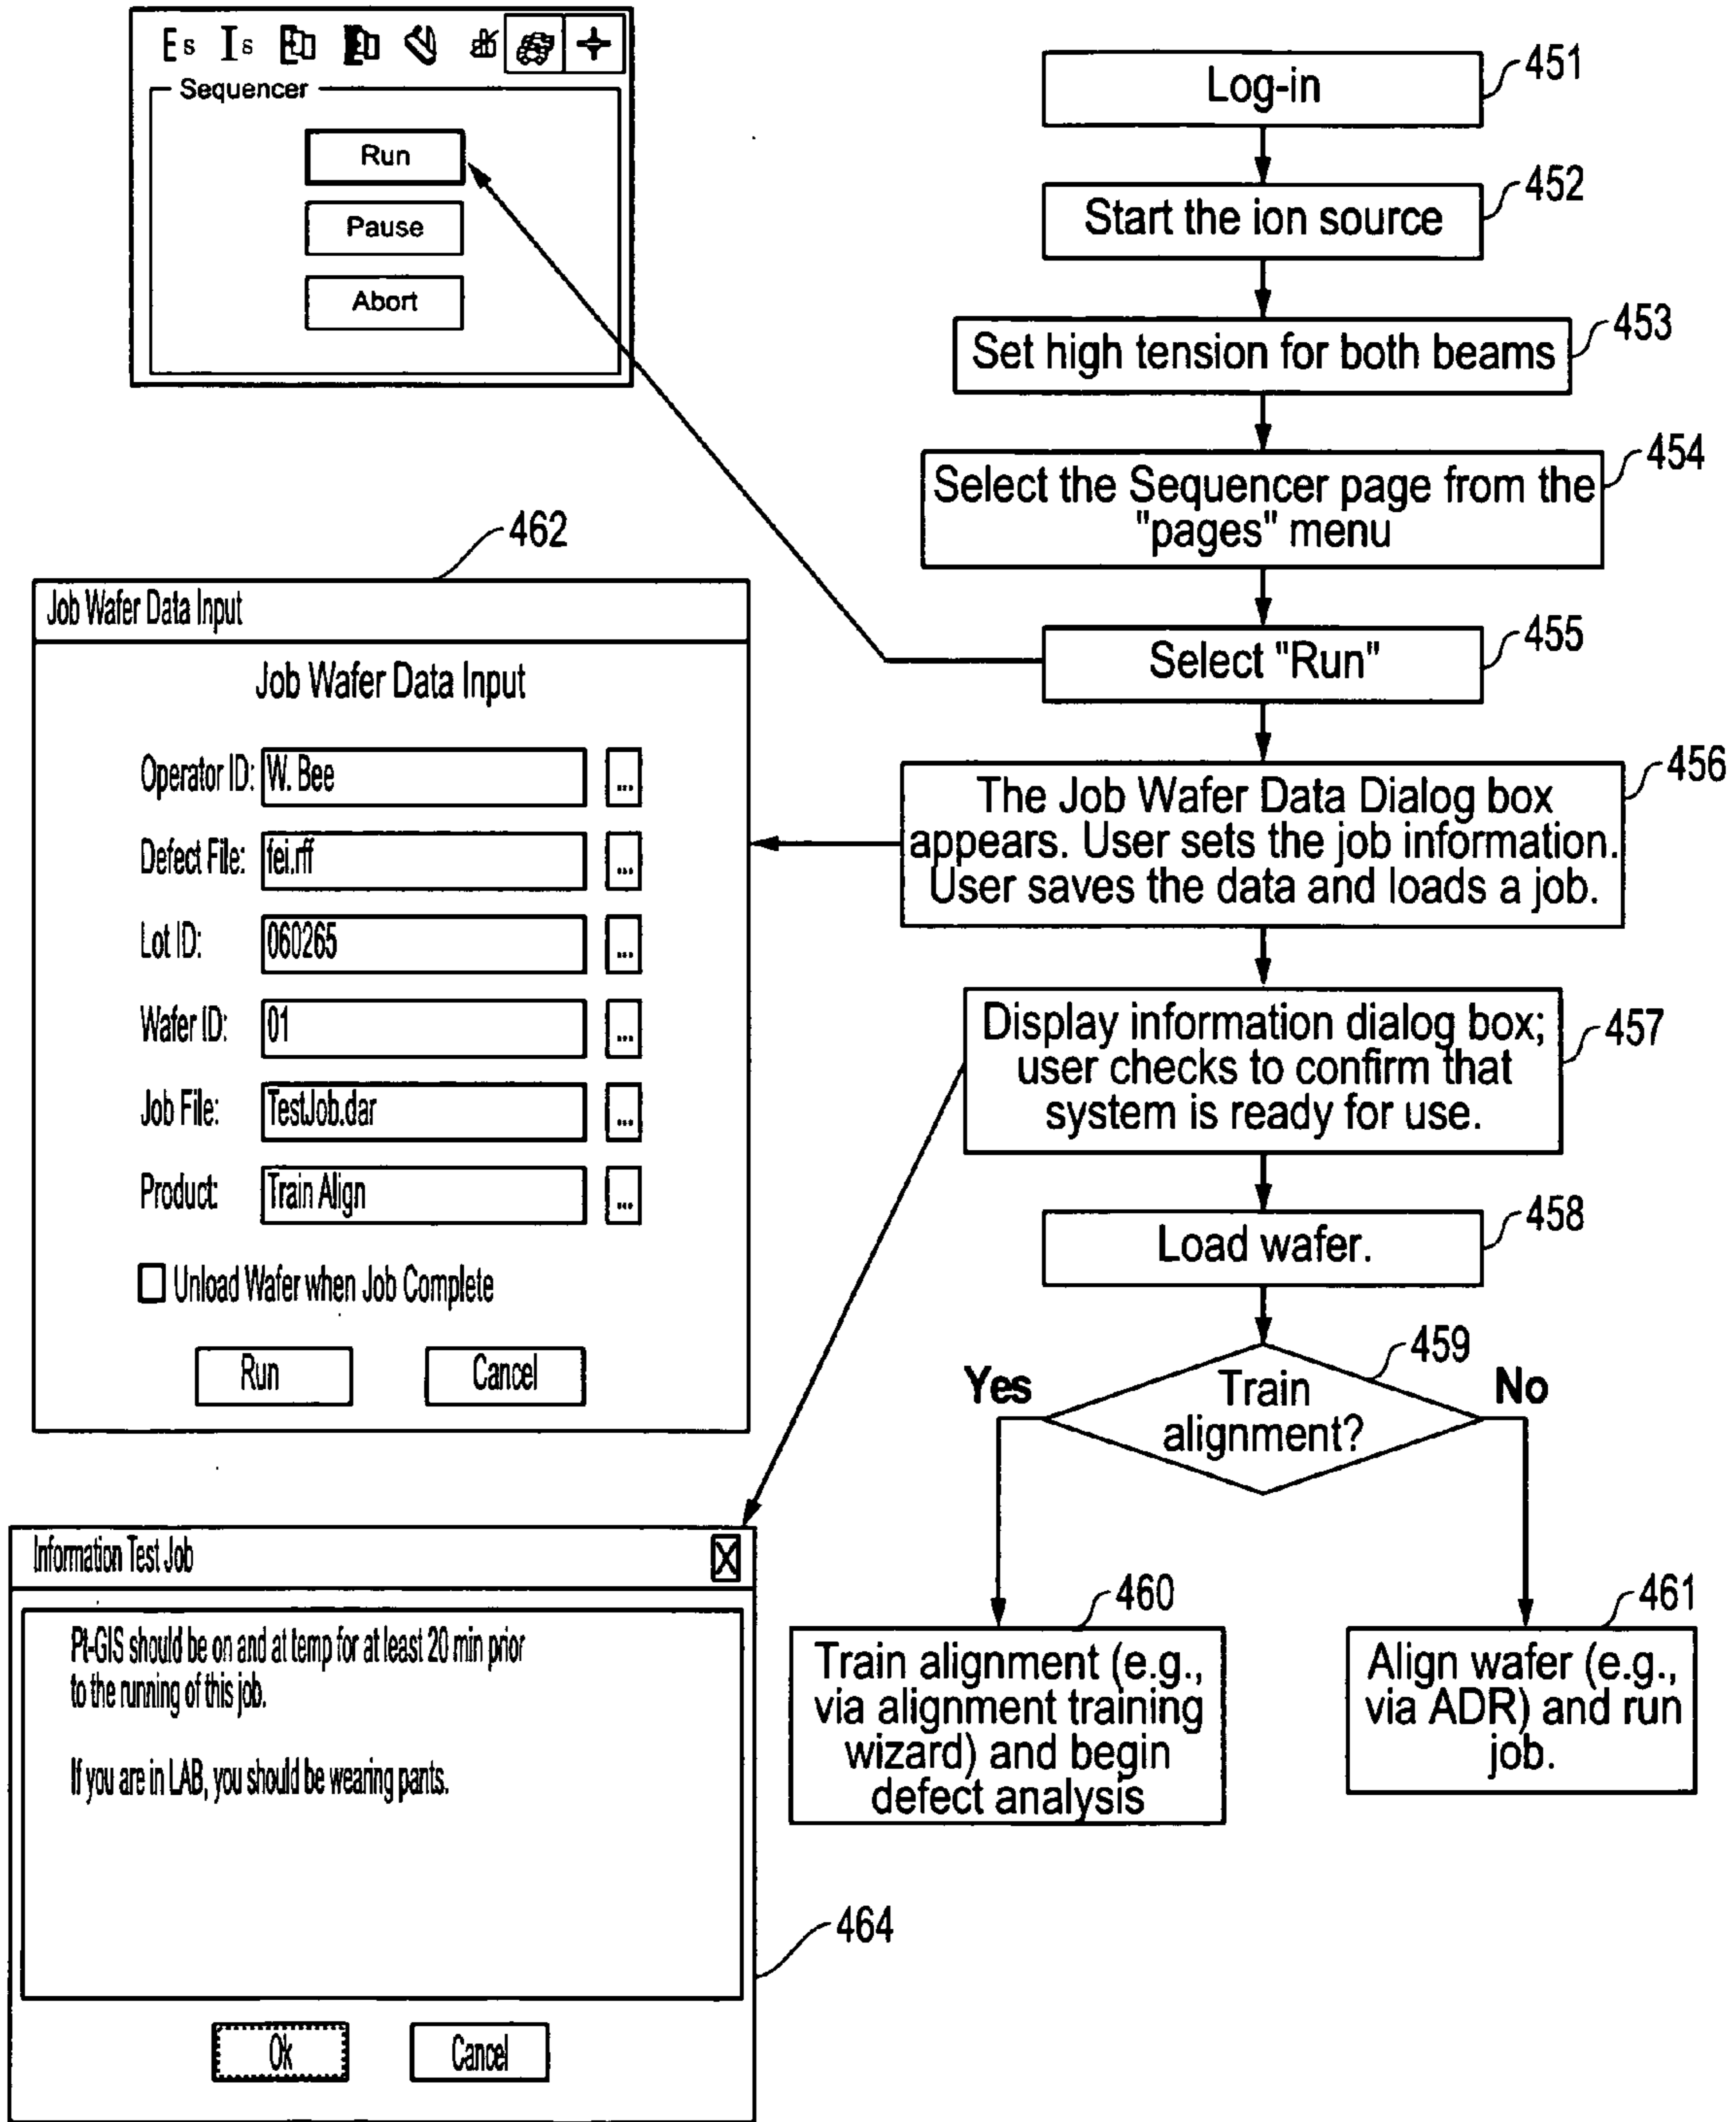 Es Is
Sequencer
Run
Pause
Abort
Log-in
451
Start the ion source
452
Set high tension for both beams
453
Select the Sequencer page from the
"pages" menu
454
Select "Run"
455
The Job Wafer Data Dialog box
appears. User sets the job information.
User saves the data and loads a job.
456
Display information dialog box;
user checks to confirm that
system is ready for use.
457
Load wafer.
458
Train
alignment?
459
Yes
No
Train alignment (e.g.,
via alignment training
wizard) and begin
defect analysis
460
Align wafer (e.g.,
via ADR) and run
job.
461
462
Job Wafer Data Input
Job Wafer Data Input
Operator ID: W. Bee ...
Defect File: fei.rff ...
Lot ID: 060265 ...
Wafer ID: 01 ...
Job File: TestJob.dar ...
Product: Train Align ...
Unload Wafer when Job Complete
Run Cancel
Information Test Job X
Pt-GIS should be on and at temp for at least 20 min prior
to the running of this job.
If you are in LAB, you should be wearing pants.
464
Ok Cancel